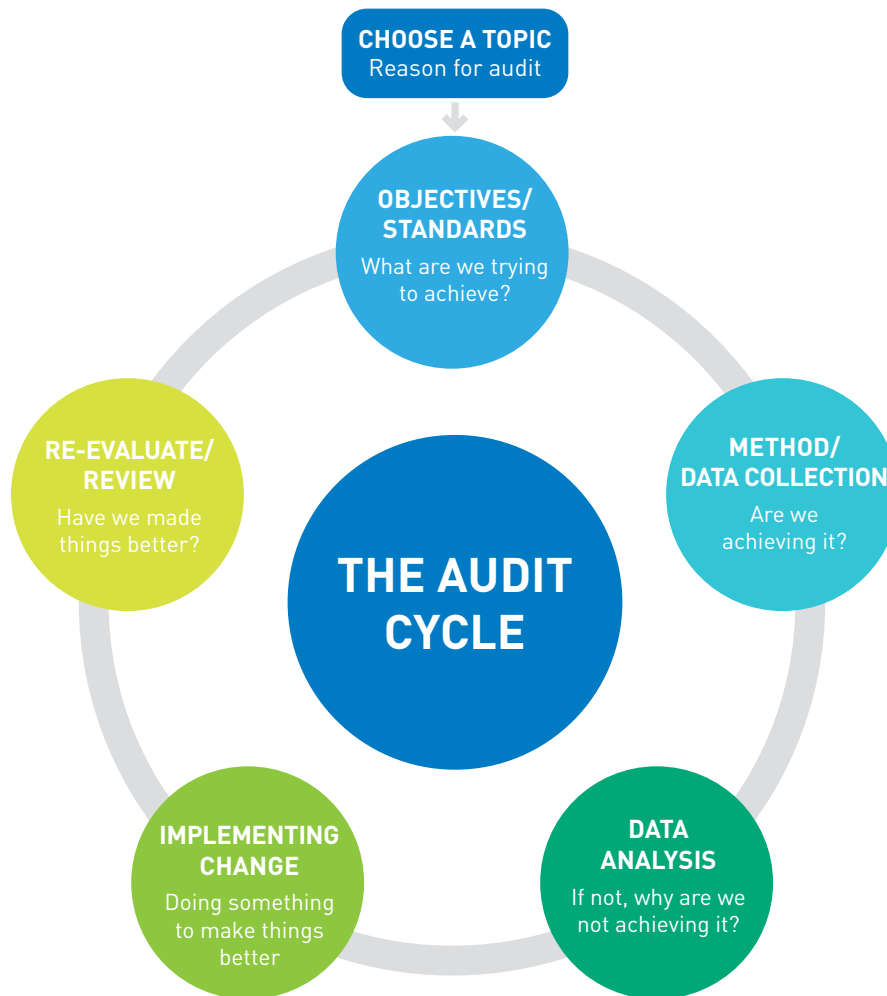 CHOOSE A TOPIC
Reason for audit
OBJECTIVES/
STANDARDS
What are we trying
to achieve?
METHOD/
DATA COLLECTION
Are we
achieving it?
DATA
ANALYSIS
If not, why are we
not achieving it?
IMPLEMENTING
CHANGE
Doing something
to make things
better
RE-EVALUATE/
REVIEW
Have we made
things better?
THE AUDIT
CYCLE